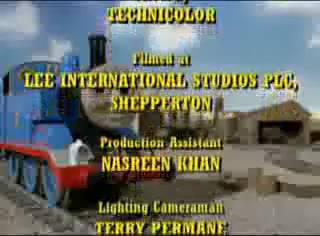 TECHNICOLOR
Filmed at
LEE INTERNATIONAL STUDIOS PLC,
SHEPPERTON
Production Assistant
NASREEN KHAN
Lighting Cameraman
TERRY PERMANE